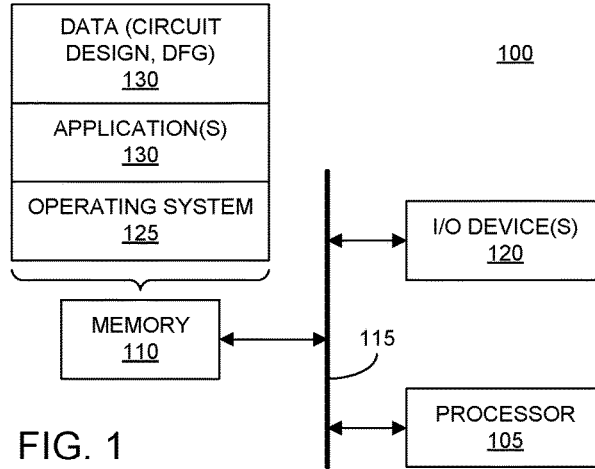 DATA (CIRCUIT
DESIGN, DFG)
130
100
APPLICATION(S)
130
OPERATING SYSTEM
125
I/O DEVICE(S)
120
MEMORY
110
115
PROCESSOR
105
FIG. 1